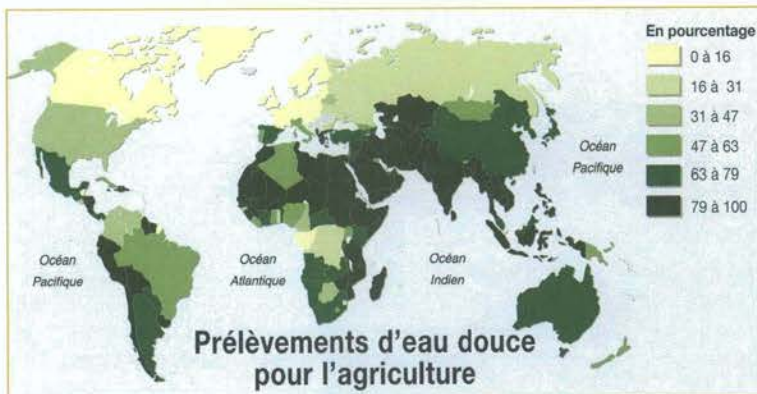 En pourcentage
0 à 16
16 à 31
31 à 47
47 à 63
63 à 79
79 à 100
Océan
Pacifique
Océan
Pacifique
Océan
Atlantique
Océan
Indien
Prélèvements d'eau douce
pour l'agriculture